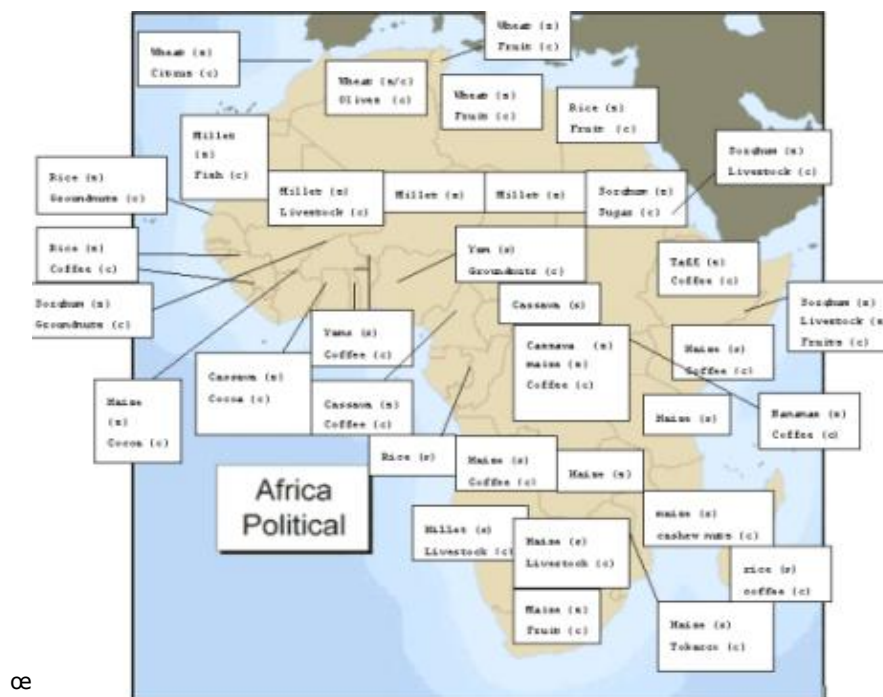 Wheat (s)
Fruit (c)
Wheat (s)
Citrus (c)
Wheat (s/c)
Olives (c)
Wheat (s)
Fruit (c)
Rice (s)
Fruit (c)
Millet
(s)
Fish (c)
Sorghum (s)
Livestock (c)
Rice (s)
Groundnuts (c)
Millet (s)
Livestock (c)
Millet (s)
Millet (s)
Sorghum (s)
Sugar (c)
Rice (s)
Coffee (c)
Yam (s)
Groundnuts (c)
Taff (s)
Coffee (c)
Sorghum (s)
Groundnuts (c)
Cassava (s)
Sorghum (s)
Livestock (s
Fruits (c)
Yams (s)
Coffee (c)
Cassava (s)
maize (s)
Coffee (c)
Maize (s)
Coffee (c)
Maize
(s)
Cocoa (c)
Cassava (s)
Cocoa (c)
Cassava (s)
Coffee (c)
Maize (s)
Bananas (s)
Coffee (c)
Rice (s)
Maize (s)
Coffee (c)
Maize (s)
Africa
Political
Millet (s)
Livestock (c)
Maize (s)
Livestock (c)
maize (s)
cashew nuts (c)
rice (s)
coffee (c)
Maize (s)
Fruit (c)
Maize (s)
Tobacco (c)
œ